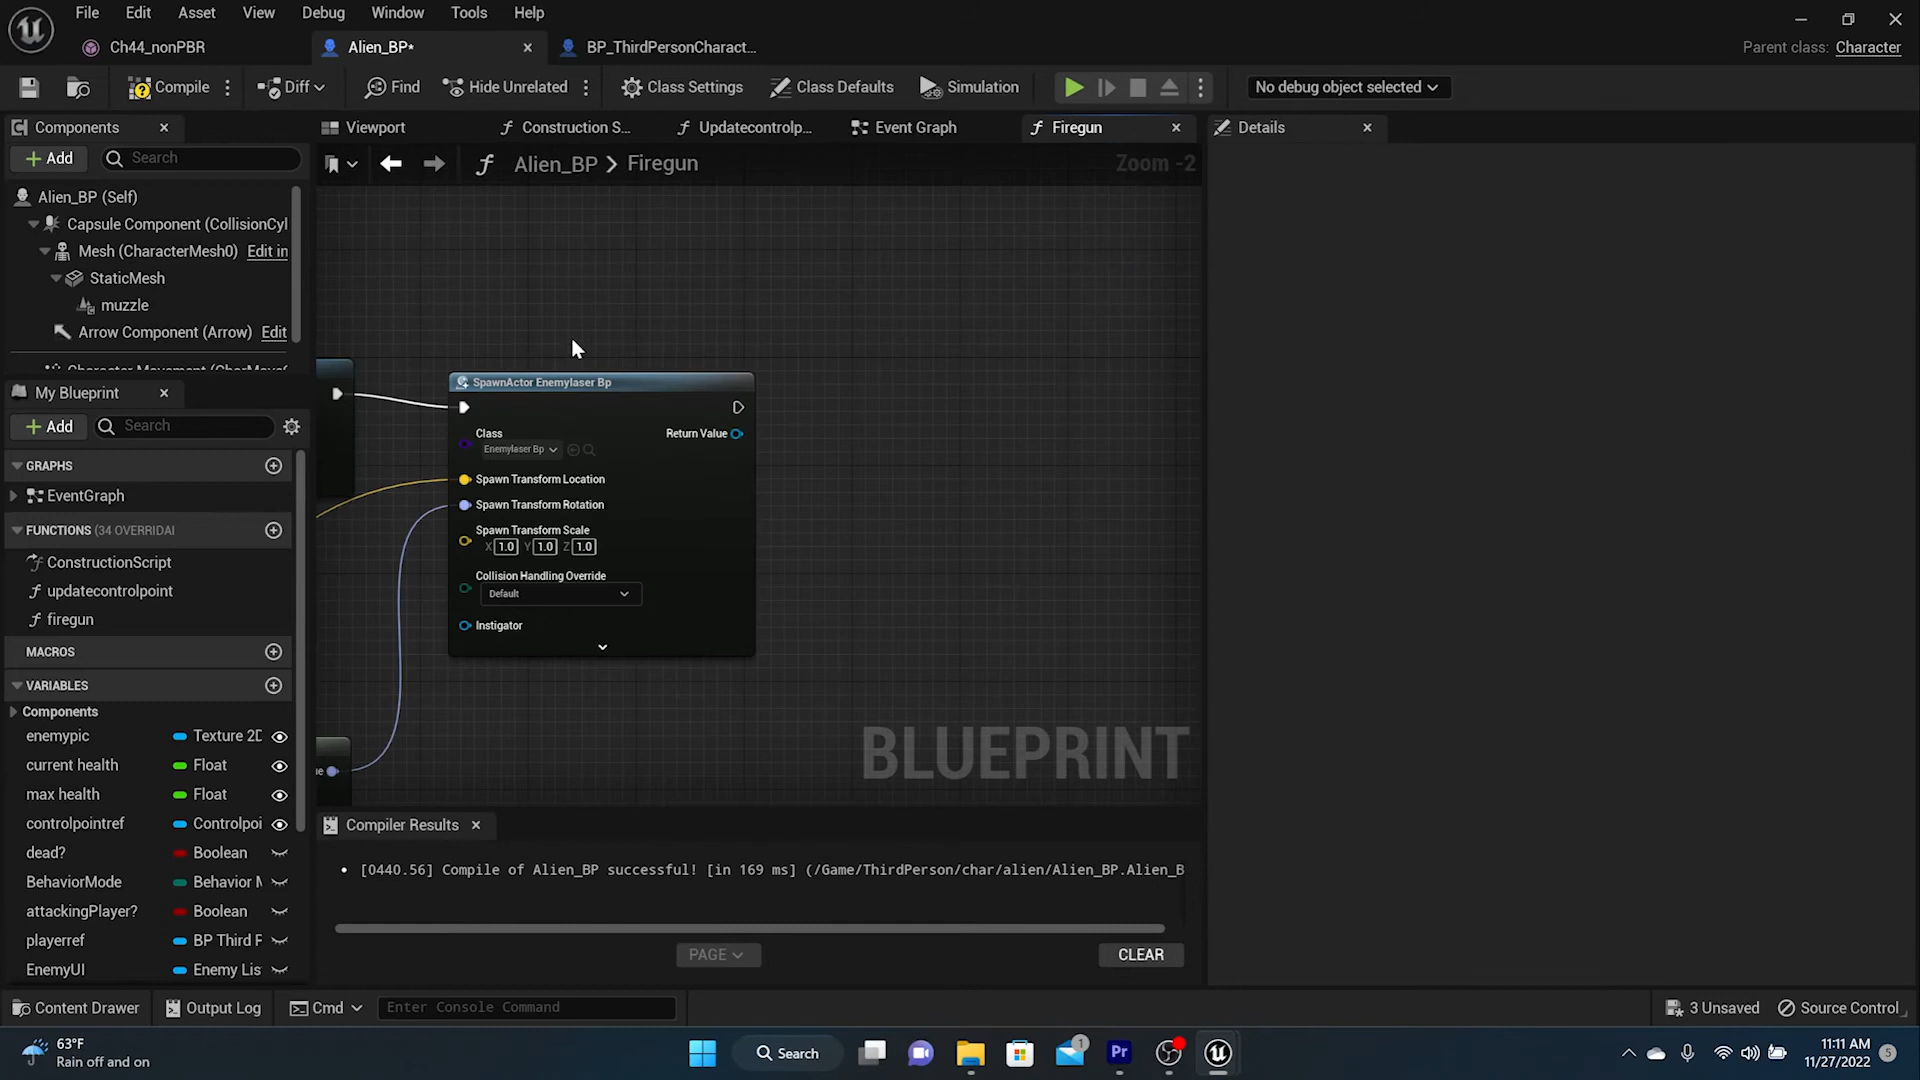 File Edit Asset View Debug Window Tools Help
Ch44_nonPBR Alien_BP* BP_ThirdPersonCharact...
Parent class: Character
Compile Diff Find Hide Unrelated Class Settings Class Defaults Simulation No debug object selected
Components Viewport Construction S... Updatecontrolp... Event Graph Firegun Details
Add Search Alien_BP Firegun Zoom -2
Alien_BP (Self)
Capsule Component (CollisionCyl
Mesh (CharacterMesh0) Edit in
StaticMesh
muzzle
Arrow Component (Arrow) Edit
Character Movement (CharMove
My Blueprint
Add Search
GRAPHS
EventGraph
FUNCTIONS (34 OVERRIDAI
ConstructionScript
updatecontrolpoint
firegun
MACROS
VARIABLES
Components
enemypic Texture 2D
current health Float
max health Float
controlpointref Controlpoi
dead? Boolean
BehaviorMode Behavior M
attackingPlayer? Boolean
playerref BP Third F
EnemyUI Enemy Lis
SpawnActor Enemylaser Bp
Class
Return Value
Enemylaser Bp
Spawn Transform Location
Spawn Transform Rotation
Spawn Transform Scale
X 1.0 Y 1.0 Z 1.0
Collision Handling Override
Default
Instigator
ue
BLUEPRINT
Compiler Results
[0440.56] Compile of Alien_BP successful! [in 169 ms] (/Game/ThirdPerson/char/alien/Alien_BP.Alien_B
PAGE CLEAR
Content Drawer Output Log Cmd Enter Console Command 3 Unsaved Source Control
63°F
Rain off and on
Search
1
Pr
11:11 AM
11/27/2022
5